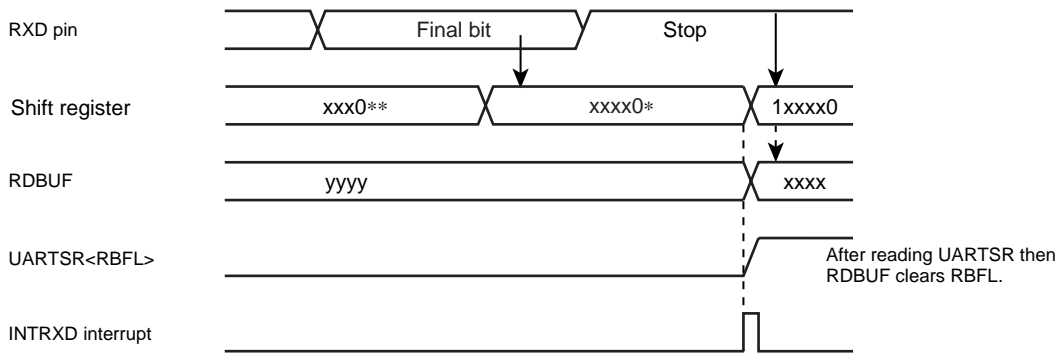 RXD pin
Final bit
Stop
Shift register
xxx0**
xxxx0*
1xxxx0
RDBUF
yyyy
xxxx
UARTSR<RBFL>
After reading UARTSR then
RDBUF clears RBFL.
INTRXD interrupt